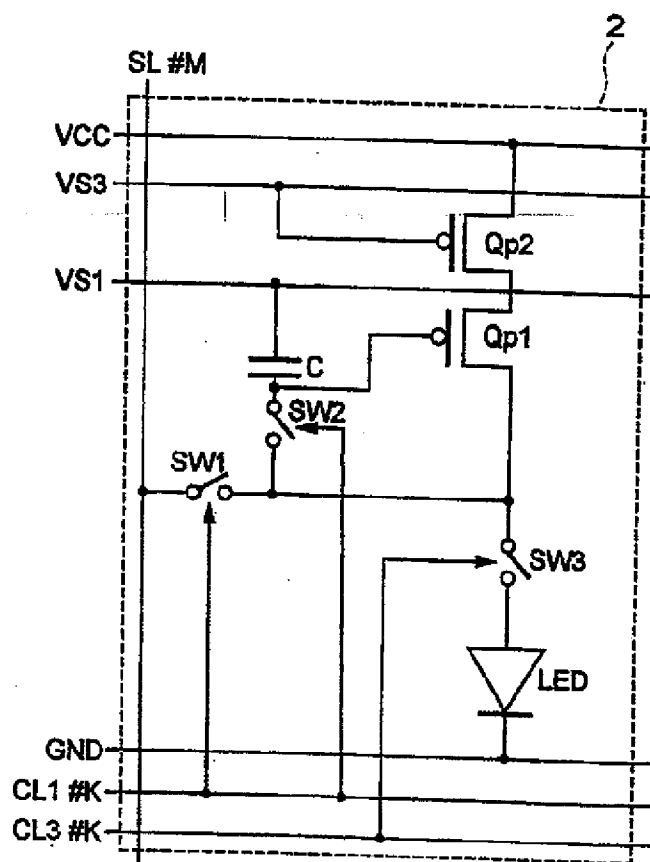 2
SL #M
VCC
VS3
Qp2
VS1
Qp1
C
SW2
SW1
SW3
LED
GND
CL1 #K
CL3 #K